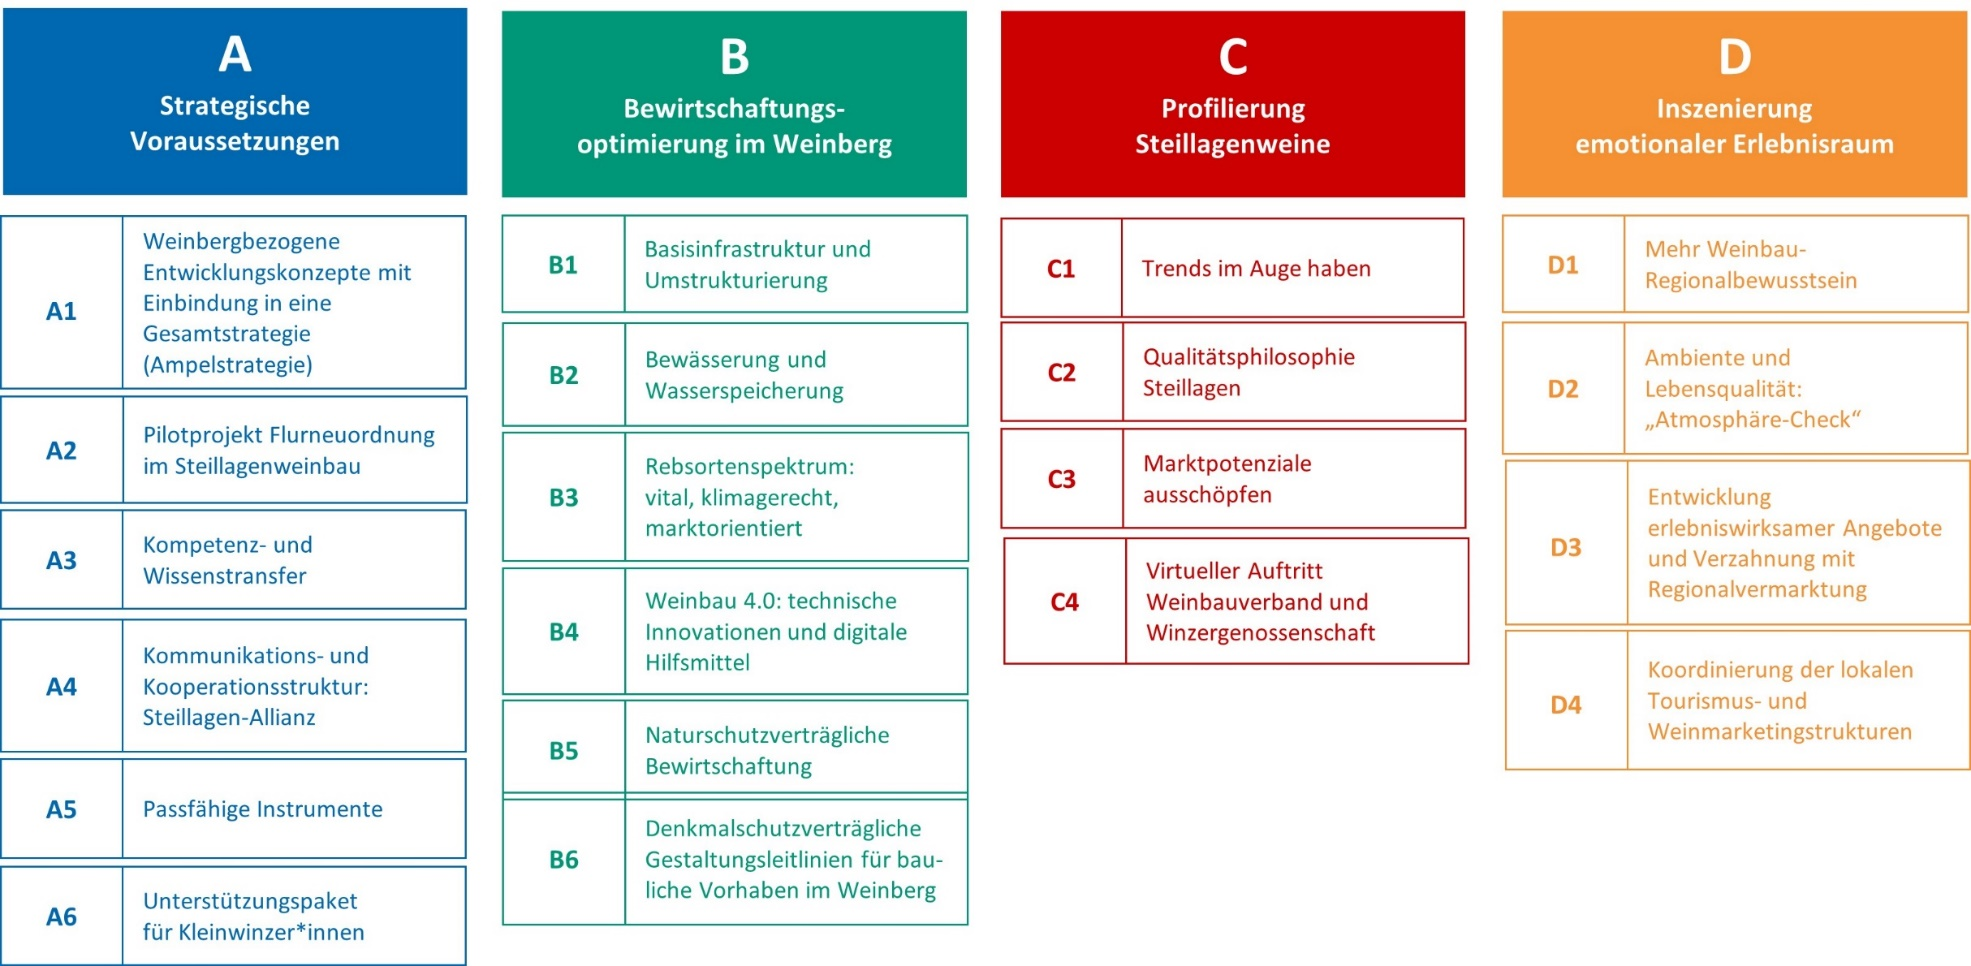 A
Strategische
Voraussetzungen
A1
Weinbergbezogene
Entwicklungskonzepte mit
Einbindung in eine
Gesamtstrategie
(Ampelstrategie)
A2
Pilotprojekt Flurneuordnung
im Steillagenweinbau
A3
Kompetenz- und
Wissenstransfer
A4
Kommunikations- und
Kooperationsstruktur:
Steillagen-Allianz
A5
Passfähige Instrumente
A6
Unterstützungspaket
für Kleinwinzer*innen
B
Bewirtschaftungs-
optimierung im Weinberg
B1
Basisinfrastruktur und
Umstrukturierung
B2
Bewässerung und
Wasserspeicherung
B3
Rebsortenspektrum:
vital, klimagerecht,
marktorientiert
B4
Weinbau 4.0: technische
Innovationen und digitale
Hilfsmittel
B5
Naturschutzverträgliche
Bewirtschaftung
B6
Denkmalschutzverträgliche
Gestaltungsleitlinien für bau-
liche Vorhaben im Weinberg
C
Profilierung
Steillagenweine
C1
Trends im Auge haben
C2
Qualitätsphilosophie
Steillagen
C3
Marktpotenziale
ausschöpfen
C4
Virtueller Auftritt
Weinbauverband und
Winzergenossenschaft
D
Inszenierung
emotionaler Erlebnisraum
D1
Mehr Weinbau-
Regionalbewusstsein
D2
Ambiente und
Lebensqualität:
„Atmosphäre-Check“
D3
Entwicklung
erlebniswirksamer Angebote
und Verzahnung mit
Regionalvermarktung
D4
Koordinierung der lokalen
Tourismus- und
Weinmarketingstrukturen